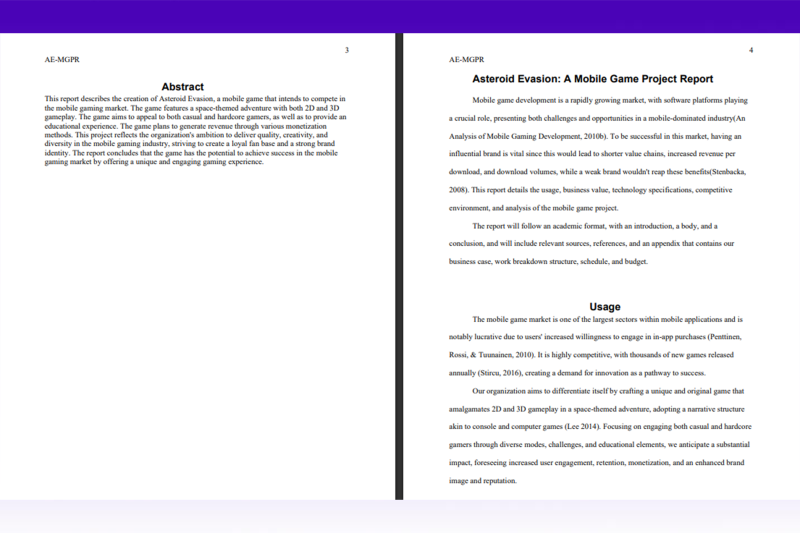 3
AE-MGPR
Abstract
This report describes the creation of Asteroid Evasion, a mobile game that intends to compete in
the mobile gaming market. The game features a space-themed adventure with both 2D and 3D
gameplay. The game aims to appeal to both casual and hardcore gamers, as well as to provide an
educational experience. The game plans to generate revenue through various monetization
methods. This project reflects the organization's ambition to deliver quality, creativity, and
diversity in the mobile gaming industry, striving to create a loyal fan base and a strong brand
identity. The report concludes that the game has the potential to achieve success in the mobile
gaming market by offering a unique and engaging gaming experience.
4
AE-MGPR
Asteroid Evasion: A Mobile Game Project Report
Mobile game development is a rapidly growing market, with software platforms playing
a crucial role, presenting both challenges and opportunities in a mobile-dominated industry(An
Analysis of Mobile Gaming Development, 2010b). To be successful in this market, having an
influential brand is vital since this would lead to shorter value chains, increased revenue per
download, and download volumes, while a weak brand wouldn't reap these benefits(Stenbacka,
2008). This report details the usage, business value, technology specifications, competitive
environment, and analysis of the mobile game project.
The report will follow an academic format, with an introduction, a body, and a
conclusion, and will include relevant sources, references, and an appendix that contains our
business case, work breakdown structure, schedule, and budget.
Usage
The mobile game market is one of the largest sectors within mobile applications and is
notably lucrative due to users' increased willingness to engage in in-app purchases (Penttinen,
Rossi, & Tuunainen, 2010). It is highly competitive, with thousands of new games released
annually (Stircu, 2016), creating a demand for innovation as a pathway to success.
Our organization aims to differentiate itself by crafting a unique and original game that
amalgamates 2D and 3D gameplay in a space-themed adventure, adopting a narrative structure
akin to console and computer games (Lee 2014). Focusing on engaging both casual and hardcore
gamers through diverse modes, challenges, and educational elements, we anticipate a substantial
impact, foreseeing increased user engagement, retention, monetization, and an enhanced brand
image and reputation.